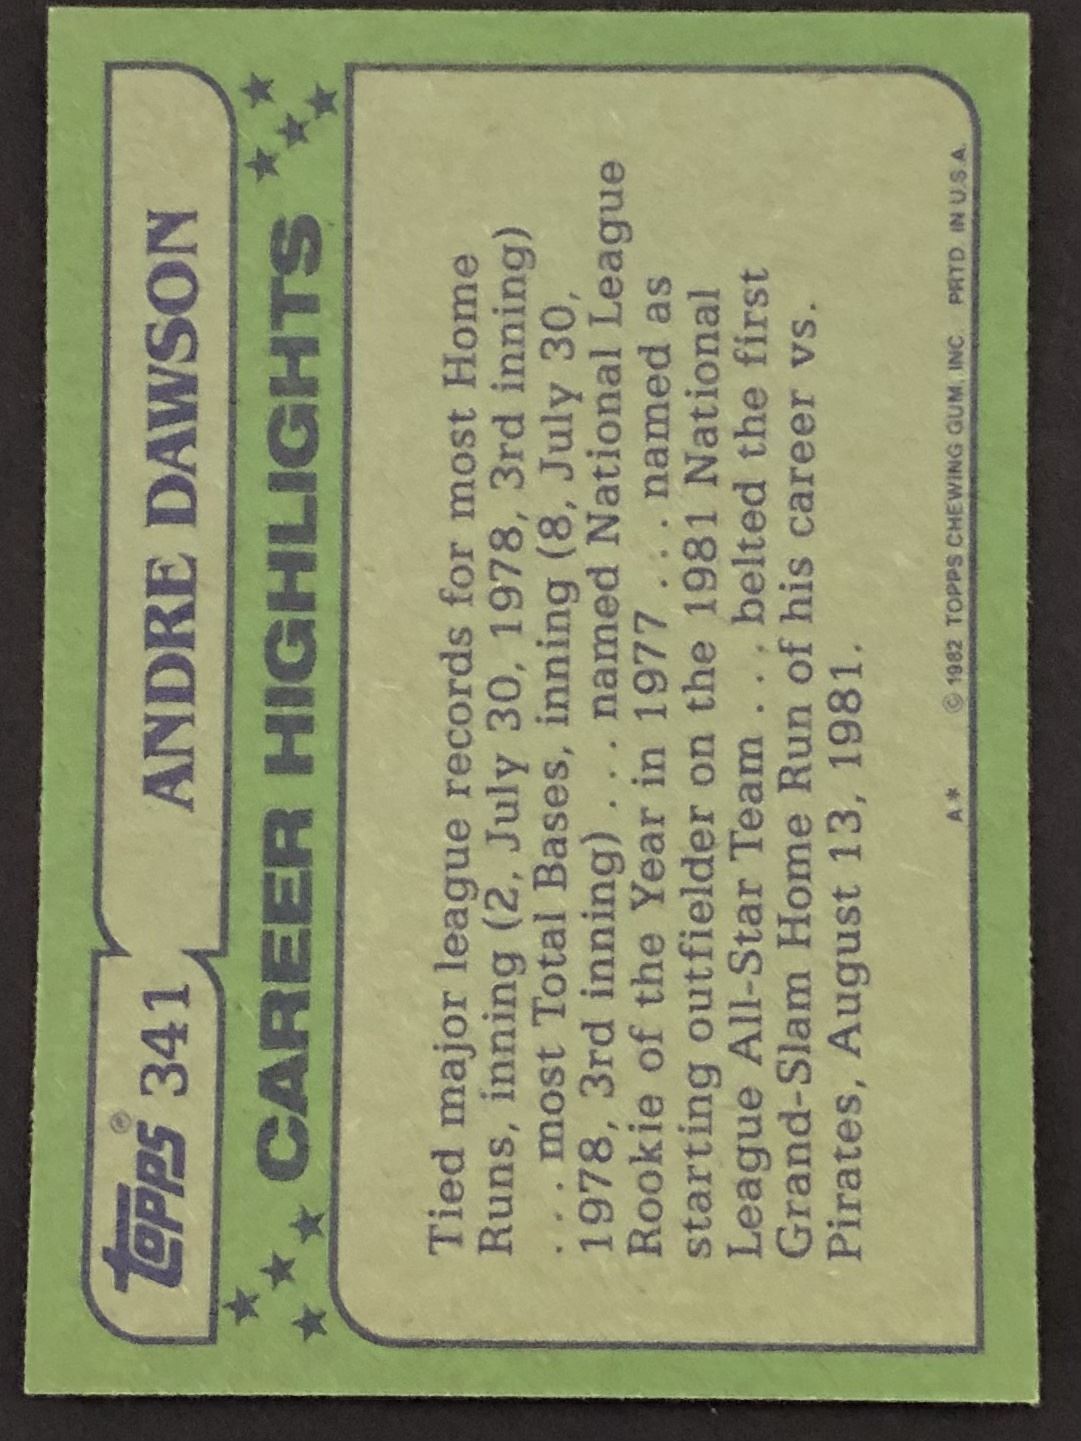 topps® 341
ANDRE DAWSON
CAREER HIGHLIGHTS
Tied major league records for most Home
Runs, inning (2, July 30, 1978, 3rd inning)
. . . most Total Bases, inning (8, July 30,
1978, 3rd inning) . . . named National League
Rookie of the Year in 1977 . . . named as
starting outfielder on the 1981 National
League All-Star Team . . . belted the first
Grand-Slam Home Run of his career vs.
Pirates, August 13, 1981.
A* © 1982 TOPPS CHEWING GUM, INC. PRTD. IN U.S.A.